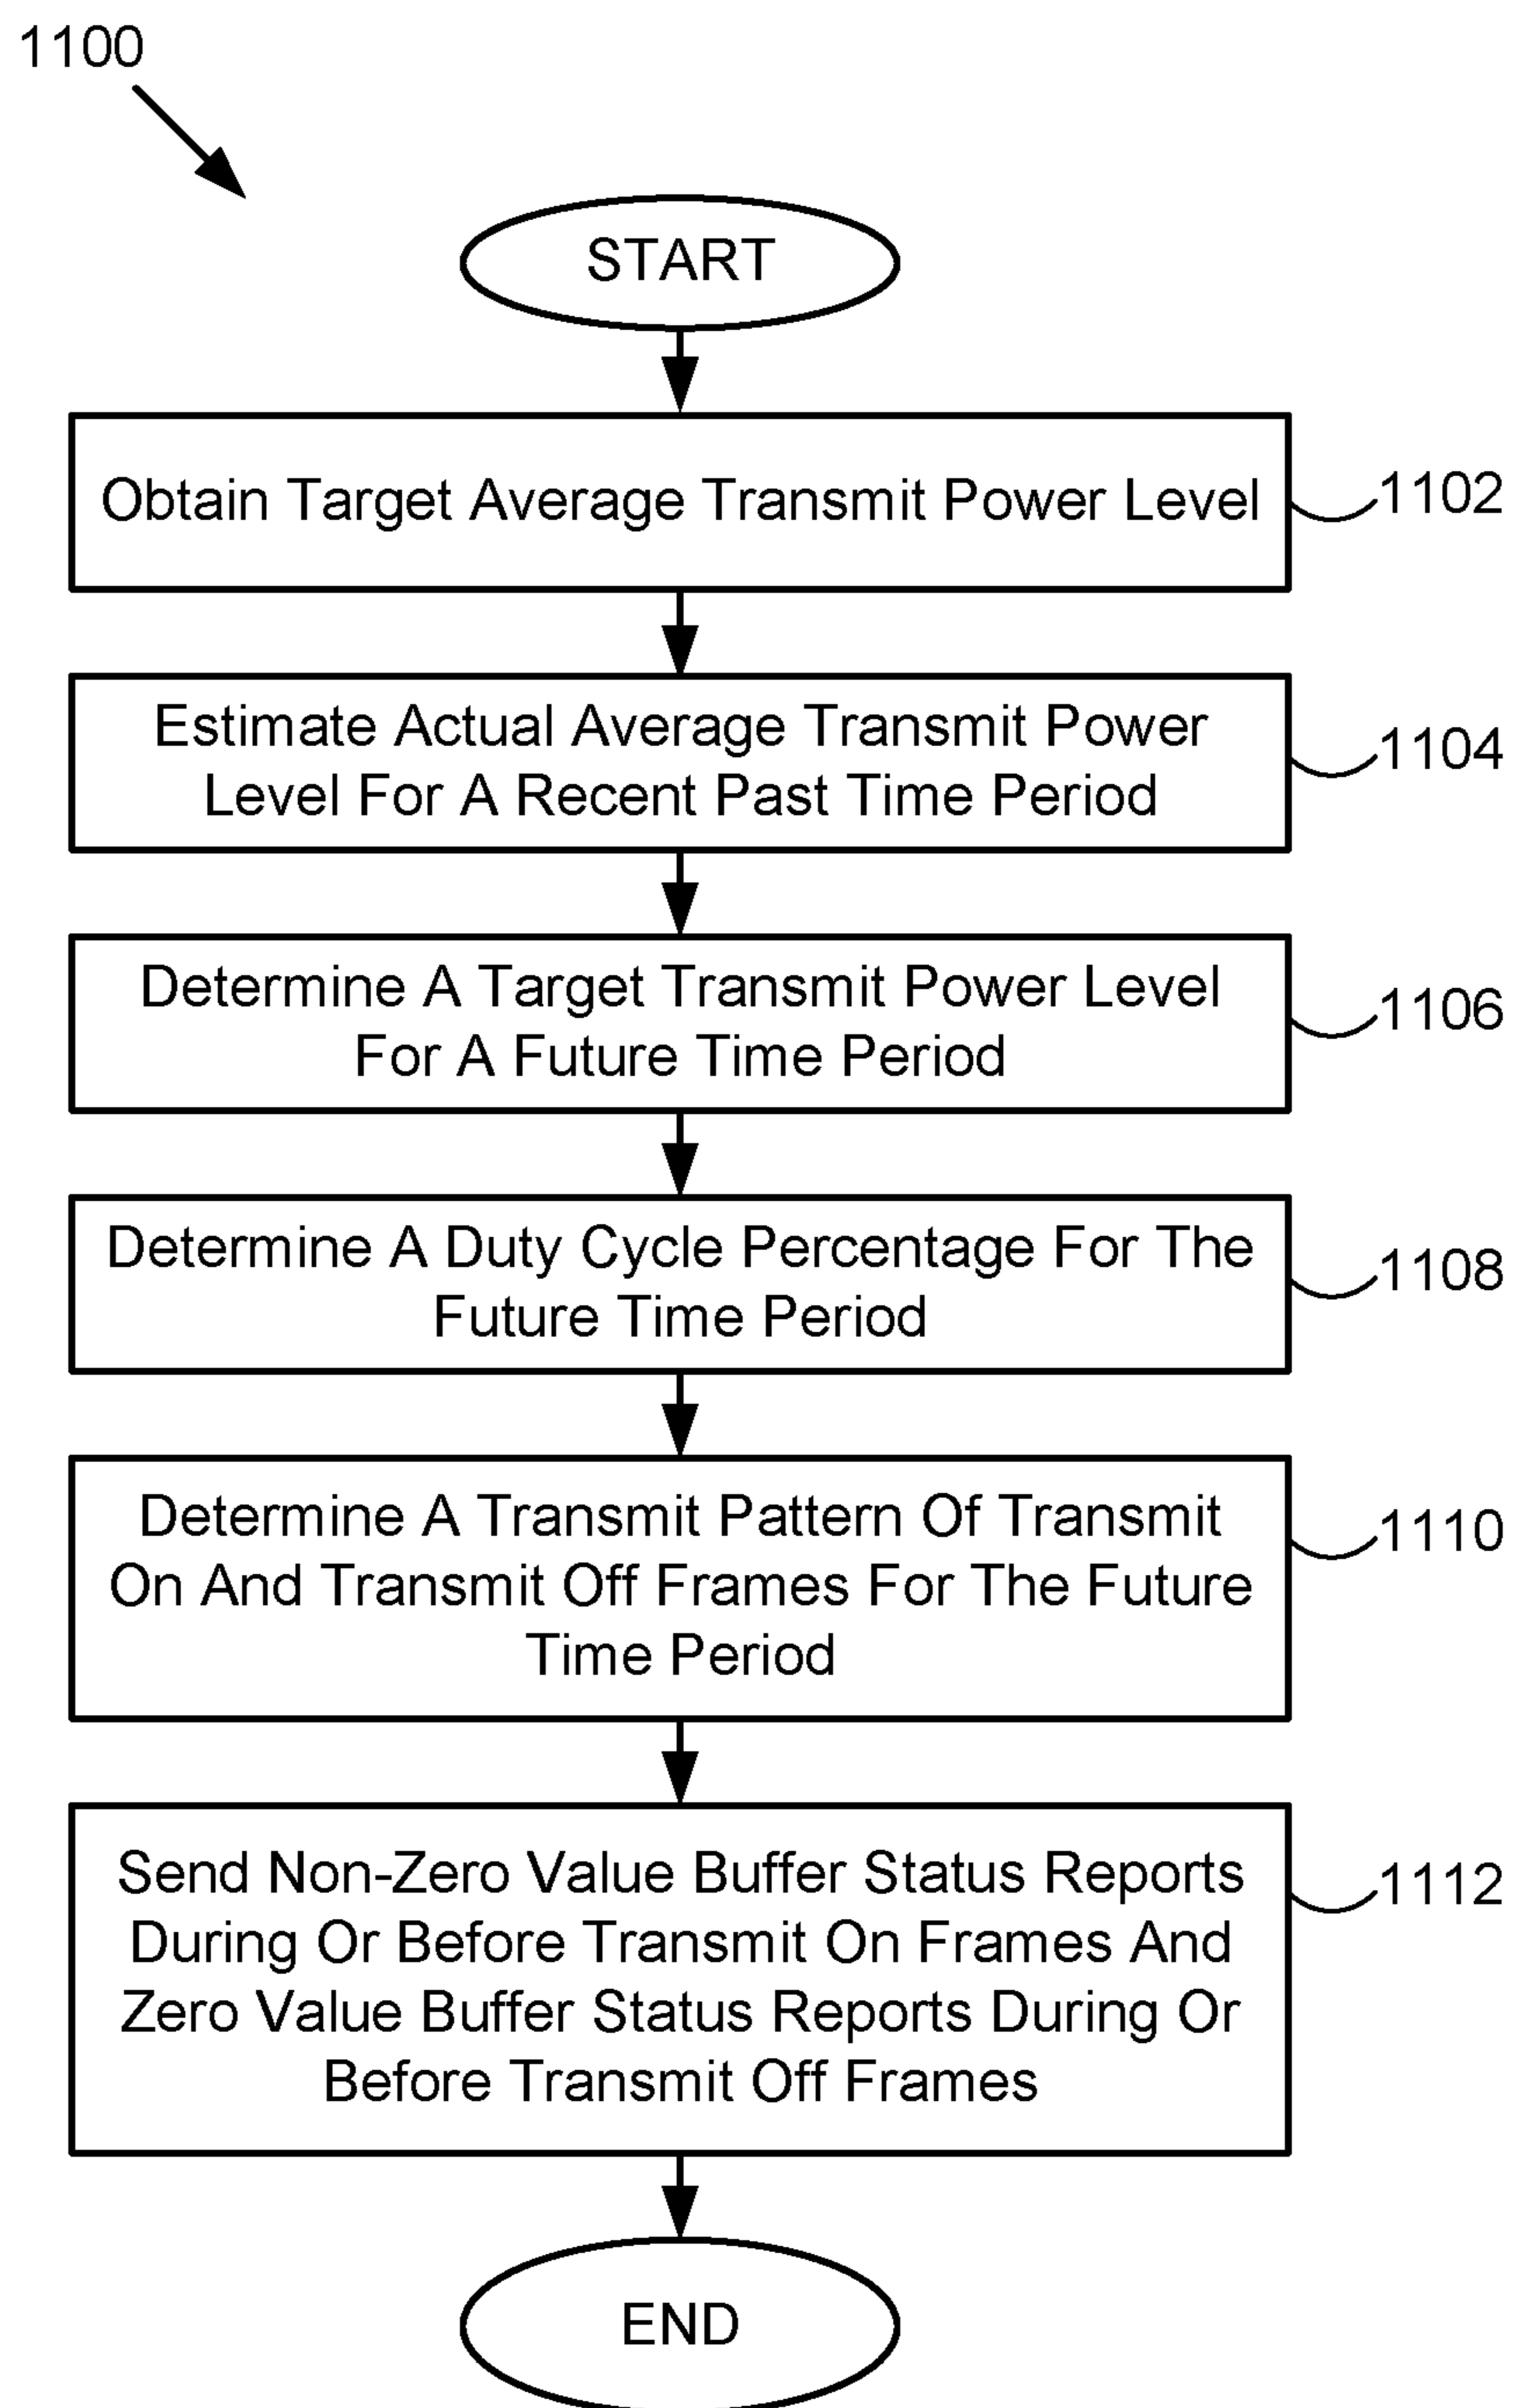 1100
START
Obtain Target Average Transmit Power Level
1102
Estimate Actual Average Transmit Power
Level For A Recent Past Time Period
1104
Determine A Target Transmit Power Level
For A Future Time Period
1106
Determine A Duty Cycle Percentage For The
Future Time Period
1108
Determine A Transmit Pattern Of Transmit
On And Transmit Off Frames For The Future
Time Period
1110
Send Non-Zero Value Buffer Status Reports
During Or Before Transmit On Frames And
Zero Value Buffer Status Reports During Or
Before Transmit Off Frames
1112
END